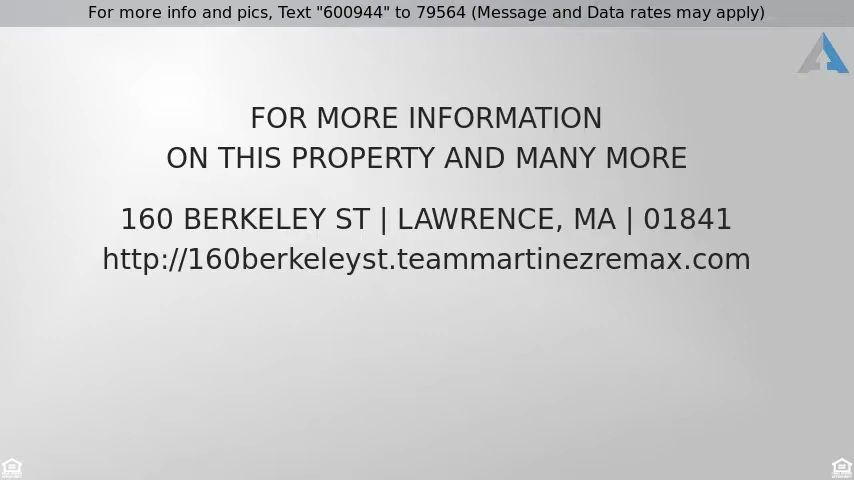 For more info and pics, Text "600944" to 79564 (Message and Data rates may apply)
FOR MORE INFORMATION
ON THIS PROPERTY AND MANY MORE
160 BERKELEY ST | LAWRENCE, MA | 01841
http://160berkeleyst.teammartinezremax.com